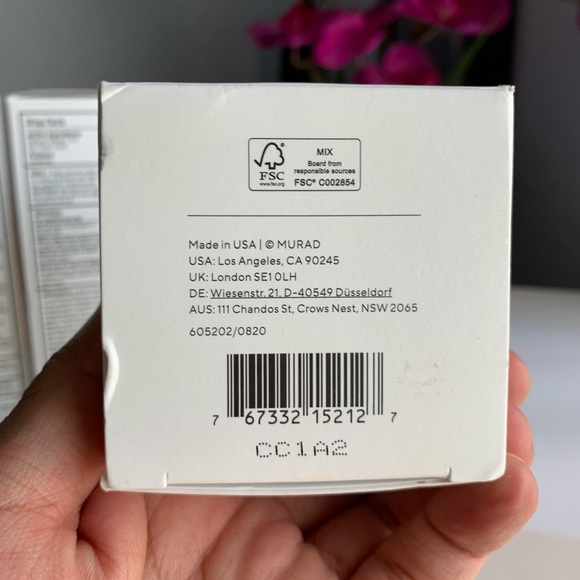 FSC
www.fsc.org
MIX
Board from
responsible sources
FSC® C002854
Made in USA | © MURAD
USA: Los Angeles, CA 90245
UK: London SE1 0LH
DE: Wiesenstr. 21, D-40549 Düsseldorf
AUS: 111 Chandos St, Crows Nest, NSW 2065
605202/0820
7 67332 15212 7
CC1A2